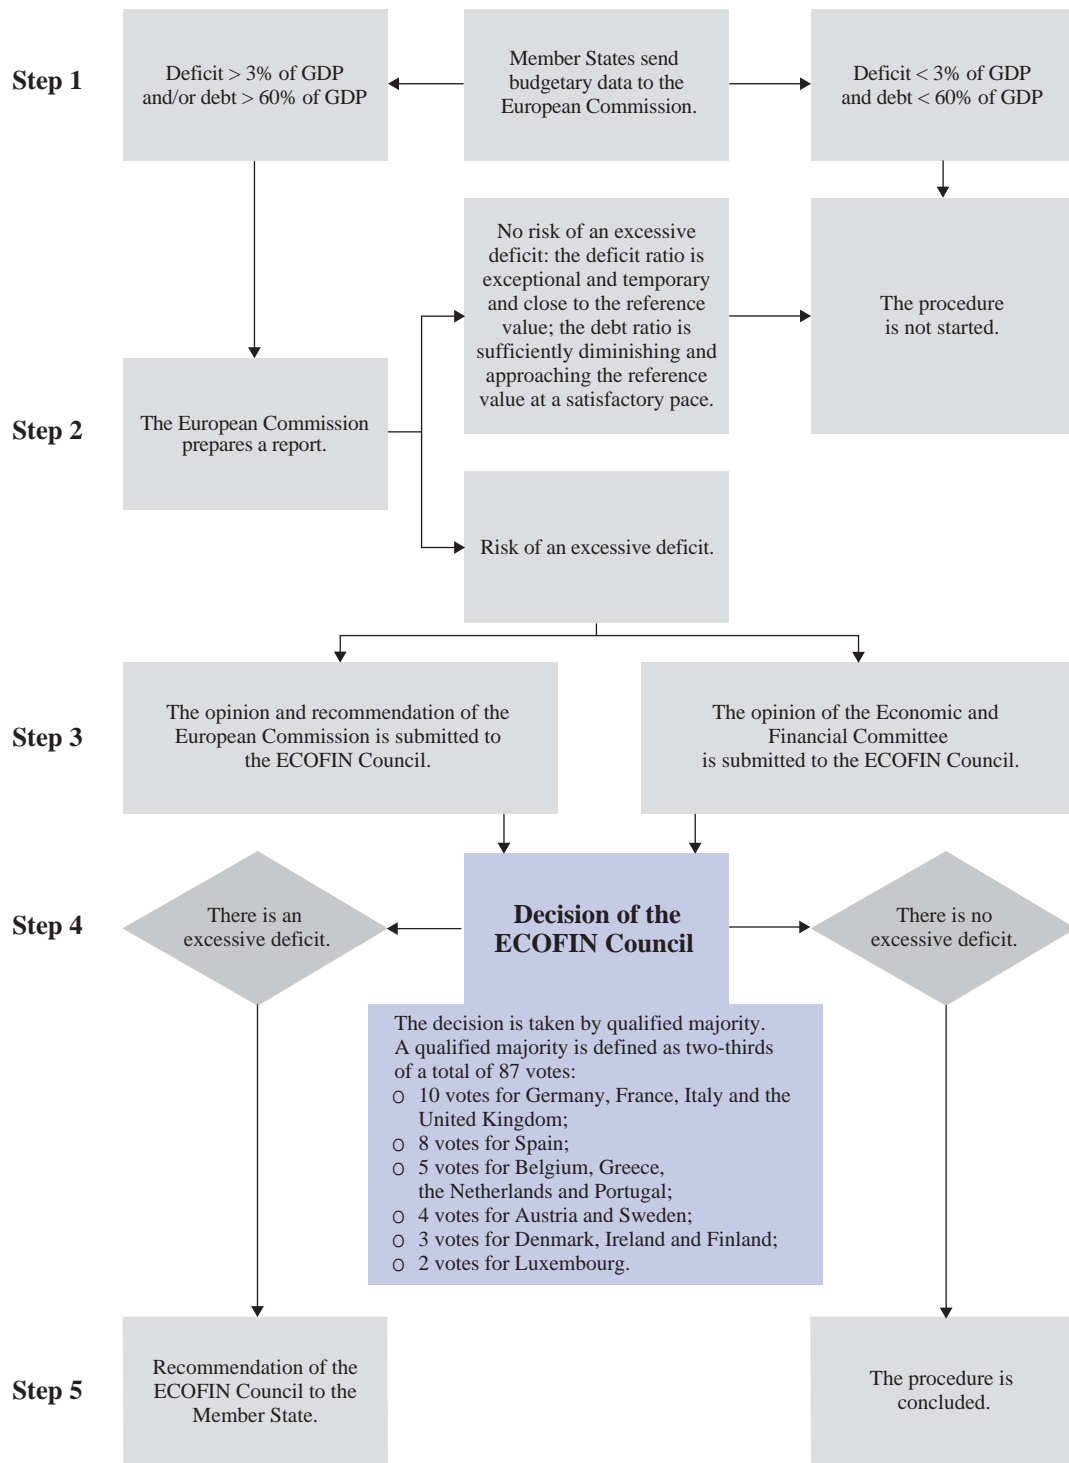 Step 1
Deficit > 3% of GDP
and/or debt > 60% of GDP
Member States send
budgetary data to the
European Commission.
Deficit < 3% of GDP
and debt < 60% of GDP
No risk of an excessive
deficit: the deficit ratio is
exceptional and temporary
and close to the reference
value; the debt ratio is
sufficiently diminishing and
approaching the reference
value at a satisfactory pace.
The procedure
is not started.
Step 2
The European Commission
prepares a report.
Risk of an excessive deficit.
Step 3
The opinion and recommendation of the
European Commission is submitted to
the ECOFIN Council.
The opinion of the Economic and
Financial Committee
is submitted to the ECOFIN Council.
Step 4
There is an
excessive deficit.
Decision of the
ECOFIN Council
There is no
excessive deficit.
The decision is taken by qualified majority.
A qualified majority is defined as two-thirds
of a total of 87 votes:
o 10 votes for Germany, France, Italy and the
United Kingdom;
o 8 votes for Spain;
o 5 votes for Belgium, Greece,
the Netherlands and Portugal;
o 4 votes for Austria and Sweden;
o 3 votes for Denmark, Ireland and Finland;
o 2 votes for Luxembourg.
Step 5
Recommendation of the
ECOFIN Council to the
Member State.
The procedure is
concluded.